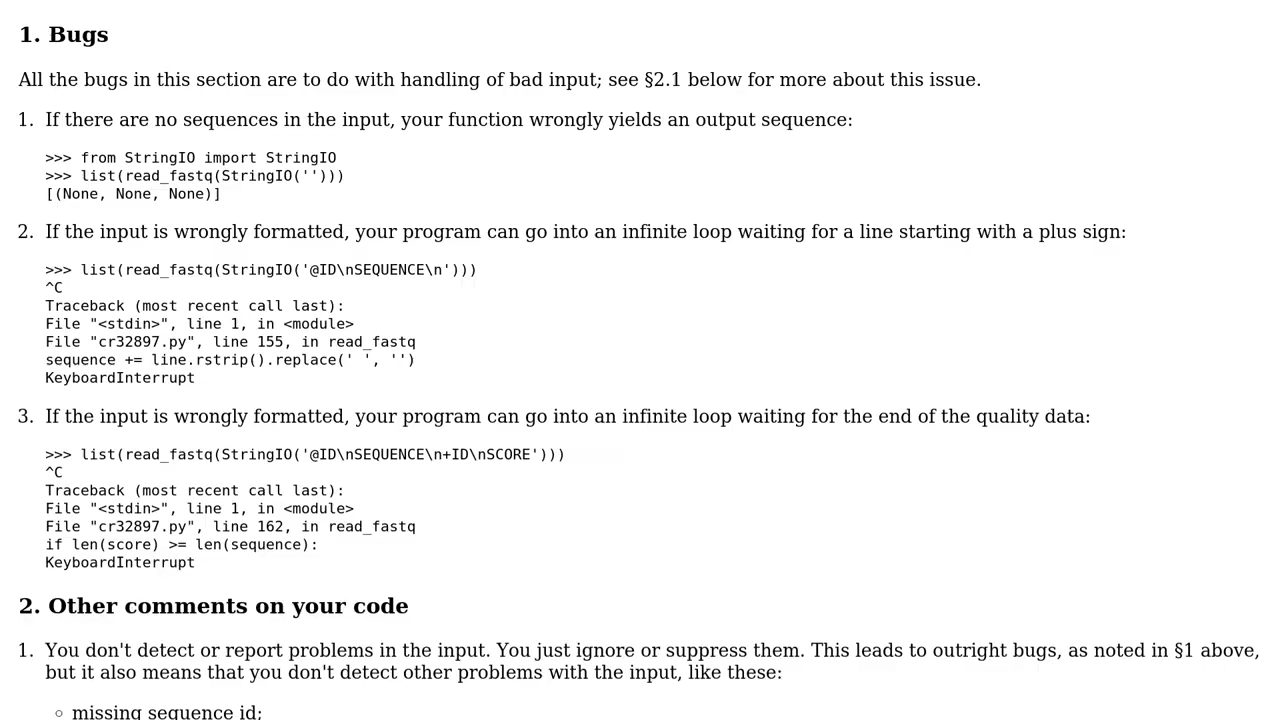 1. Bugs
All the bugs in this section are to do with handling of bad input; see §2.1 below for more about this issue.
1. If there are no sequences in the input, your function wrongly yields an output sequence:
>>> from StringIO import StringIO
>>> list(read_fastq(StringIO('')))
[(None, None, None)]
2. If the input is wrongly formatted, your program can go into an infinite loop waiting for a line starting with a plus sign:
>>> list(read_fastq(StringIO('@ID\nSEQUENCE\n')))
^C
Traceback (most recent call last):
File "<stdin>", line 1, in <module>
File "cr32897.py", line 155, in read_fastq
sequence += line.rstrip().replace(' ', '')
KeyboardInterrupt
3. If the input is wrongly formatted, your program can go into an infinite loop waiting for the end of the quality data:
>>> list(read_fastq(StringIO('@ID\nSEQUENCE\n+ID\nSCORE')))
^C
Traceback (most recent call last):
File "<stdin>", line 1, in <module>
File "cr32897.py", line 162, in read_fastq
if len(score) >= len(sequence):
KeyboardInterrupt
2. Other comments on your code
1. You don't detect or report problems in the input. You just ignore or suppress them. This leads to outright bugs, as noted in §1 above,
but it also means that you don't detect other problems with the input, like these:
◦ missing sequence id;